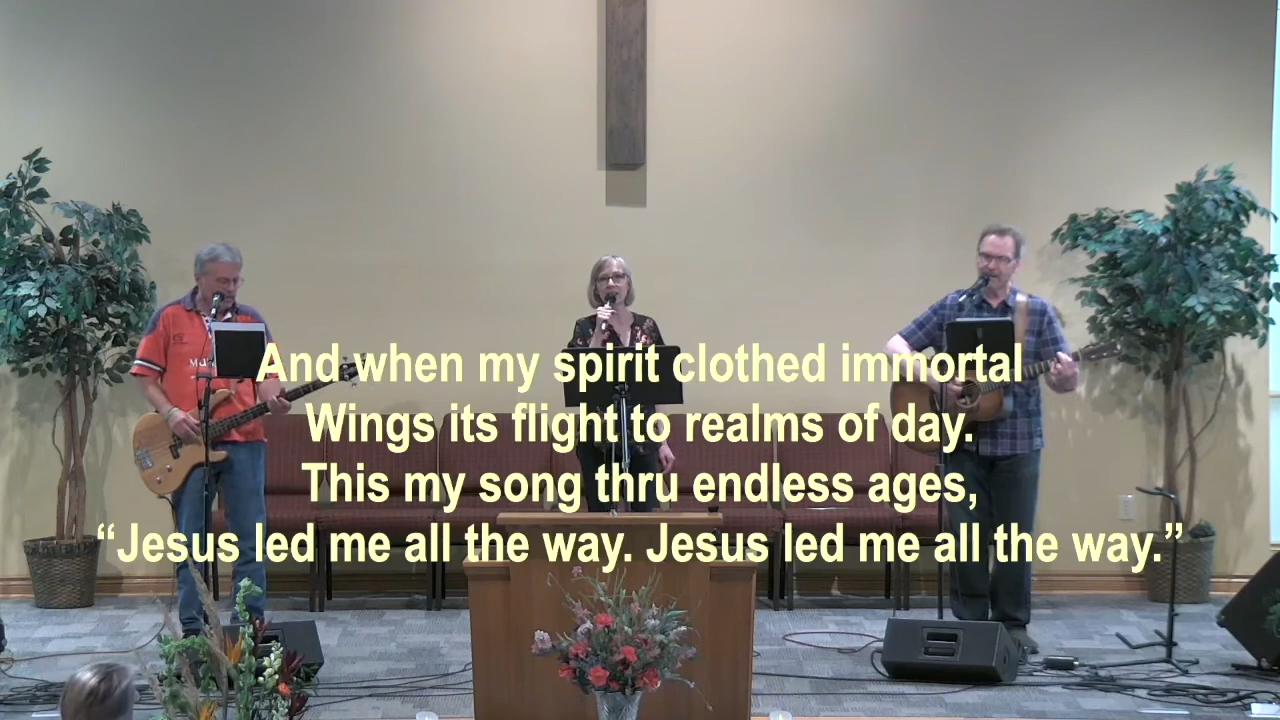 And when my spirit clothed immortal
Wings its flight to realms of day.
This my song thru endless ages,
“Jesus led me all the way. Jesus led me all the way.”